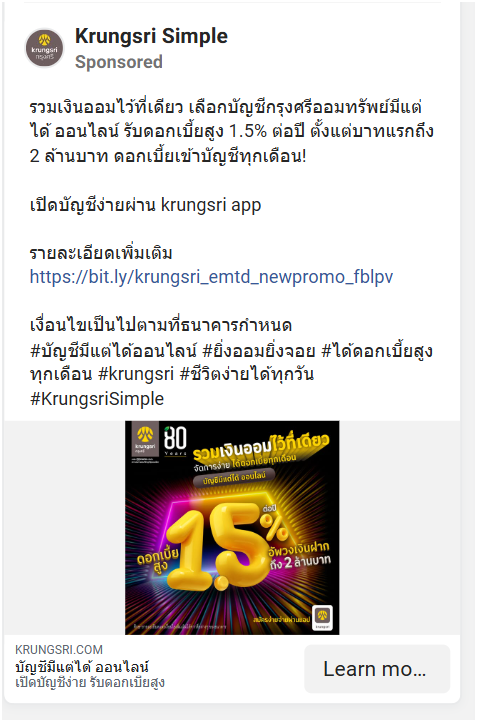 Krungsri Simple
Sponsored
krungsri
กรุงศรี
รวมเงินออมไว้ที่เดียว เลือกบัญชีกรุงศรีออมทรัพย์มีแต่
ได้ ออนไลน์ รับดอกเบี้ยสูง 1.5% ต่อปี ตั้งแต่บาทแรกถึง
2 ล้านบาท ดอกเบี้ยเข้าบัญชีทุกเดือน!
เปิดบัญชีง่ายผ่าน krungsri app
รายละเอียดเพิ่มเติม
https://bit.ly/krungsri_emtd_newpromo_fblpv
เงื่อนไขเป็นไปตามที่ธนาคารกำหนด
#บัญชีมีแต่ได้ออนไลน์ #ยิ่งออมยิ่งจอย #ได้ดอกเบี้ยสูง
ทุกเดือน #krungsri #ชีวิตง่ายได้ทุกวัน
#KrungsriSimple
krungsri
กรุงศรี
80
Years
รวมเงินออมไว้ที่เดียว
จัดการง่าย ได้ดอกเบี้ยทุกเดือน
บัญชีมีแต่ได้ ออนไลน์
ดอกเบี้ย
สูง
1.5%
ต่อปี
อัพวงเงินฝาก
ถึง 2 ล้านบาท
สมัครง่ายผ่านแอป
krungsri
KRUNGSRI.COM
บัญชีมีแต่ได้ ออนไลน์
เปิดบัญชีง่าย รับดอกเบี้ยสูง
Learn mo...